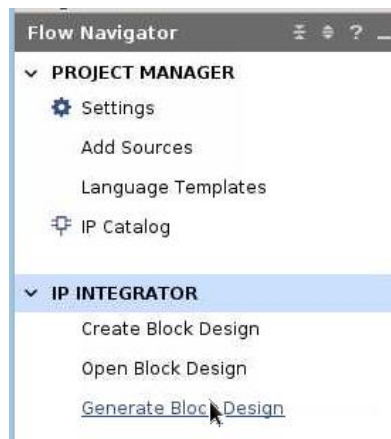 Flow Navigator ?
PROJECT MANAGER
Settings
Add Sources
Language Templates
IP Catalog
IP INTEGRATOR
Create Block Design
Open Block Design
Generate Block Design